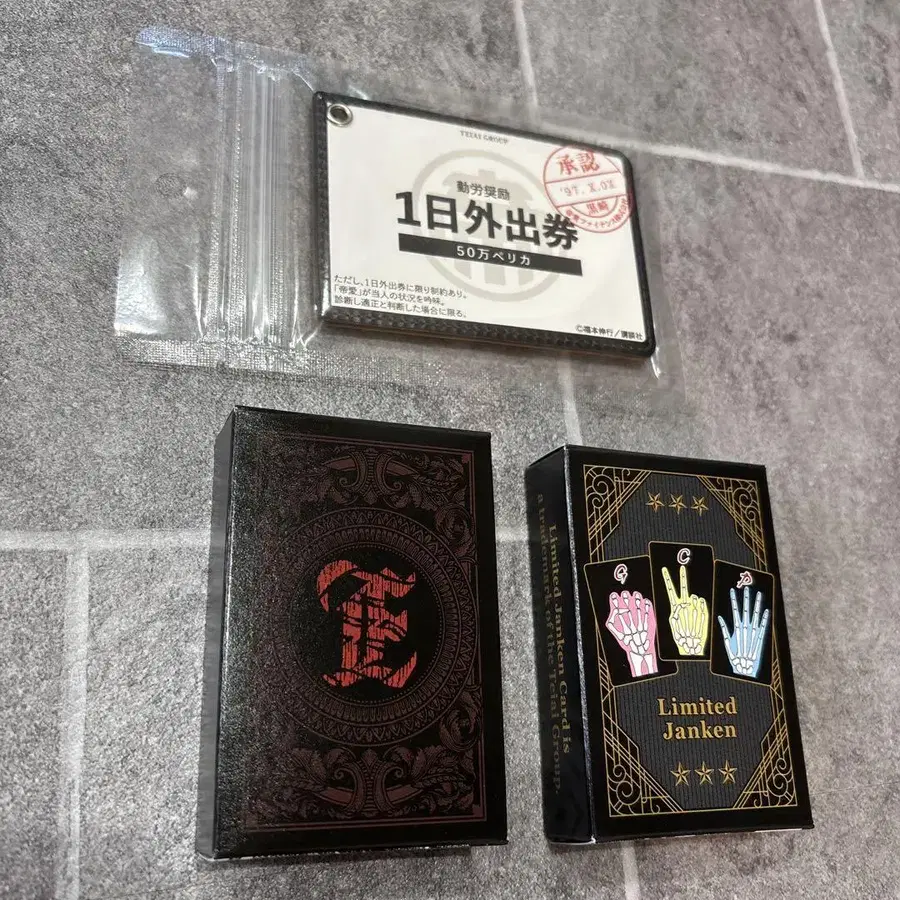 TEIAI GROUP
勤労奨励
1日外出券
50万ペリカ
承認
黒崎
ただし、1日外出券に限り制約あり。
「帝愛」が当人の状況を吟味。
診断し適正と判断した場合に限る。
©福本伸行/講談社
E
G
C
P
Limited
Janken
Limited Janken Card is
a trademark of the Teiai Group.